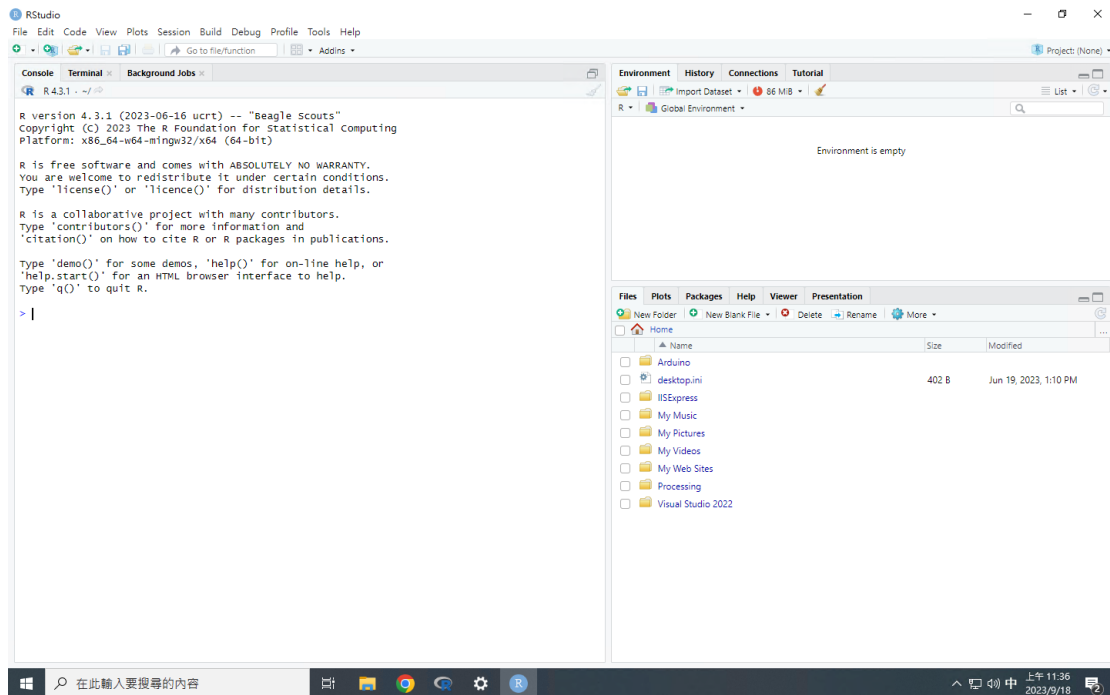 RStudio
File Edit Code View Plots Session Build Debug Profile Tools Help
Go to file/function Addins Project: (None)
Console Terminal Background Jobs
R 4.3.1 · ~/
R version 4.3.1 (2023-06-16 ucrt) -- "Beagle Scouts"
Copyright (C) 2023 The R Foundation for Statistical Computing
Platform: x86_64-w64-mingw32/x64 (64-bit)
R is free software and comes with ABSOLUTELY NO WARRANTY.
You are welcome to redistribute it under certain conditions.
Type 'license()' or 'licence()' for distribution details.
R is a collaborative project with many contributors.
Type 'contributors()' for more information and
'citation()' on how to cite R or R packages in publications.
Type 'demo()' for some demos, 'help()' for on-line help, or
'help.start()' for an HTML browser interface to help.
Type 'q()' to quit R.
>
Environment History Connections Tutorial
Import Dataset 86 MiB List
R Global Environment
Environment is empty
Files Plots Packages Help Viewer Presentation
New Folder New Blank File Delete Rename More
Home ...
Name Size Modified
Arduino
desktop.ini 402 B Jun 19, 2023, 1:10 PM
IISExpress
My Music
My Pictures
My Videos
My Web Sites
Processing
Visual Studio 2022
在此輸入要搜尋的內容
中 上午 11:36
2023/9/18 2